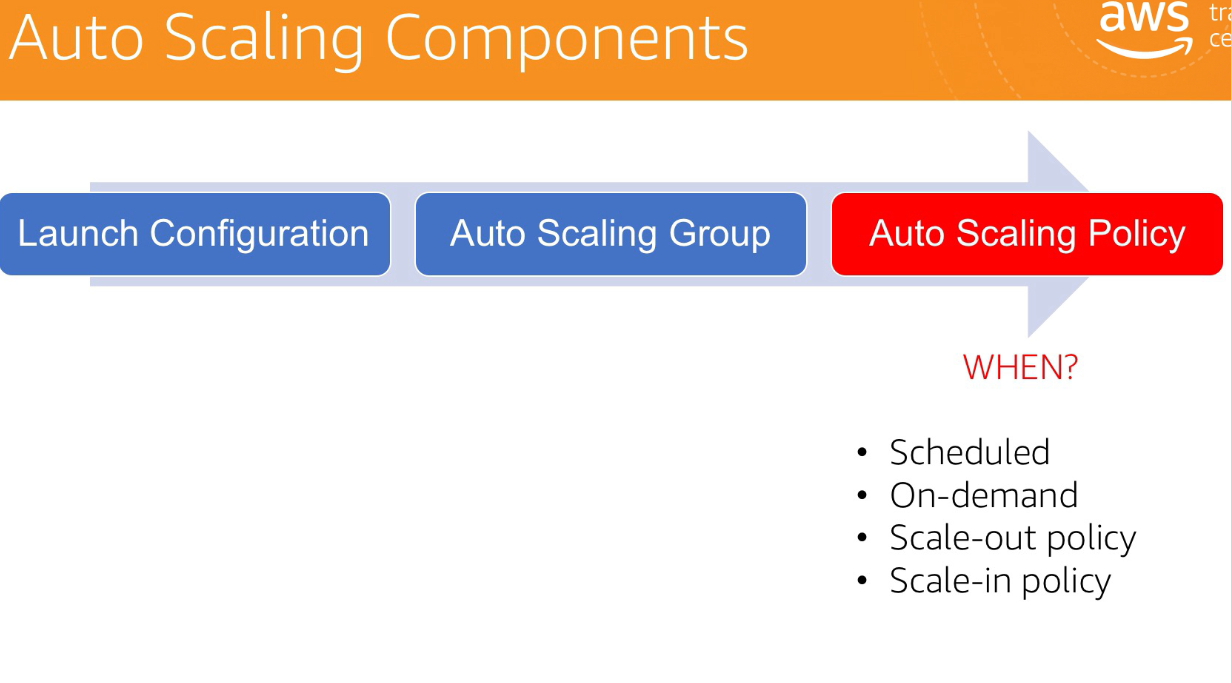 Auto Scaling Components
aws
Launch Configuration
Auto Scaling Group
Auto Scaling Policy
WHEN?
• Scheduled
• On-demand
• Scale-out policy
• Scale-in policy